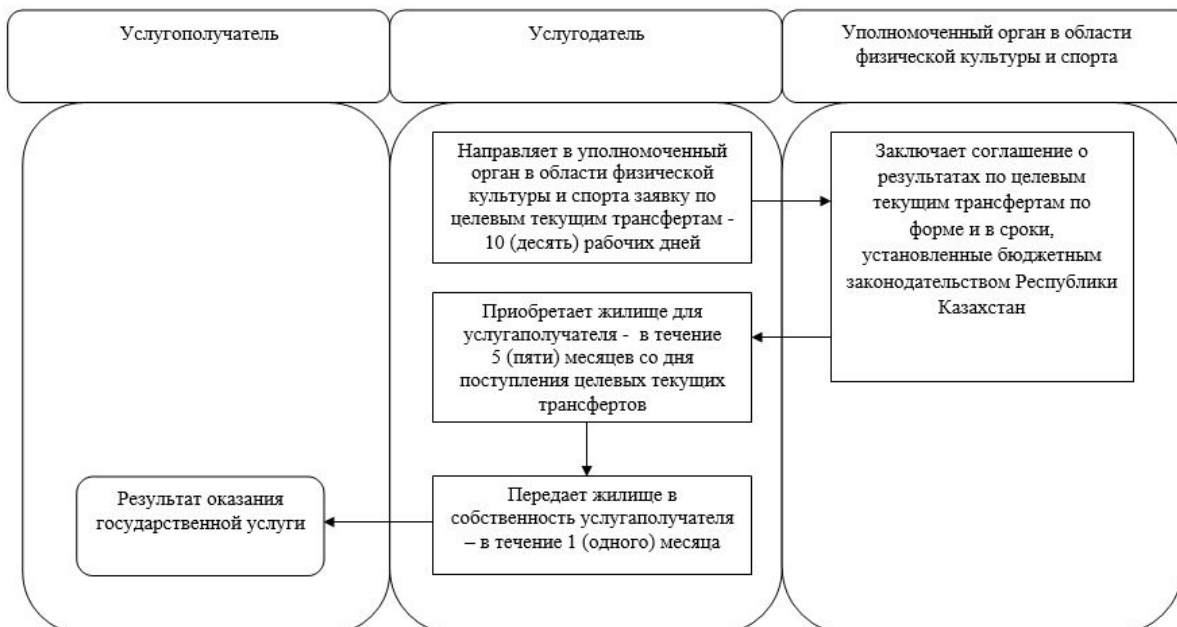 Услугополучатель
Услугодатель
Уполномоченный орган в области
физической культуры и спорта
Направляет в уполномоченный
орган в области физической
культуры и спорта заявку по
целевым текущим трансфертам -
10 (десять) рабочих дней
Заключает соглашение о
результатах по целевым
текущим трансфертам по
форме и в сроки,
установленные бюджетным
законодательством Республики
Казахстан
Приобретает жилище для
услугаполучателя - в течение
5 (пяти) месяцев со дня
поступления целевых текущих
трансфертов
Передает жилище в
собственность услугаполучателя
– в течение 1 (одного) месяца
Результат оказания
государственной услуги